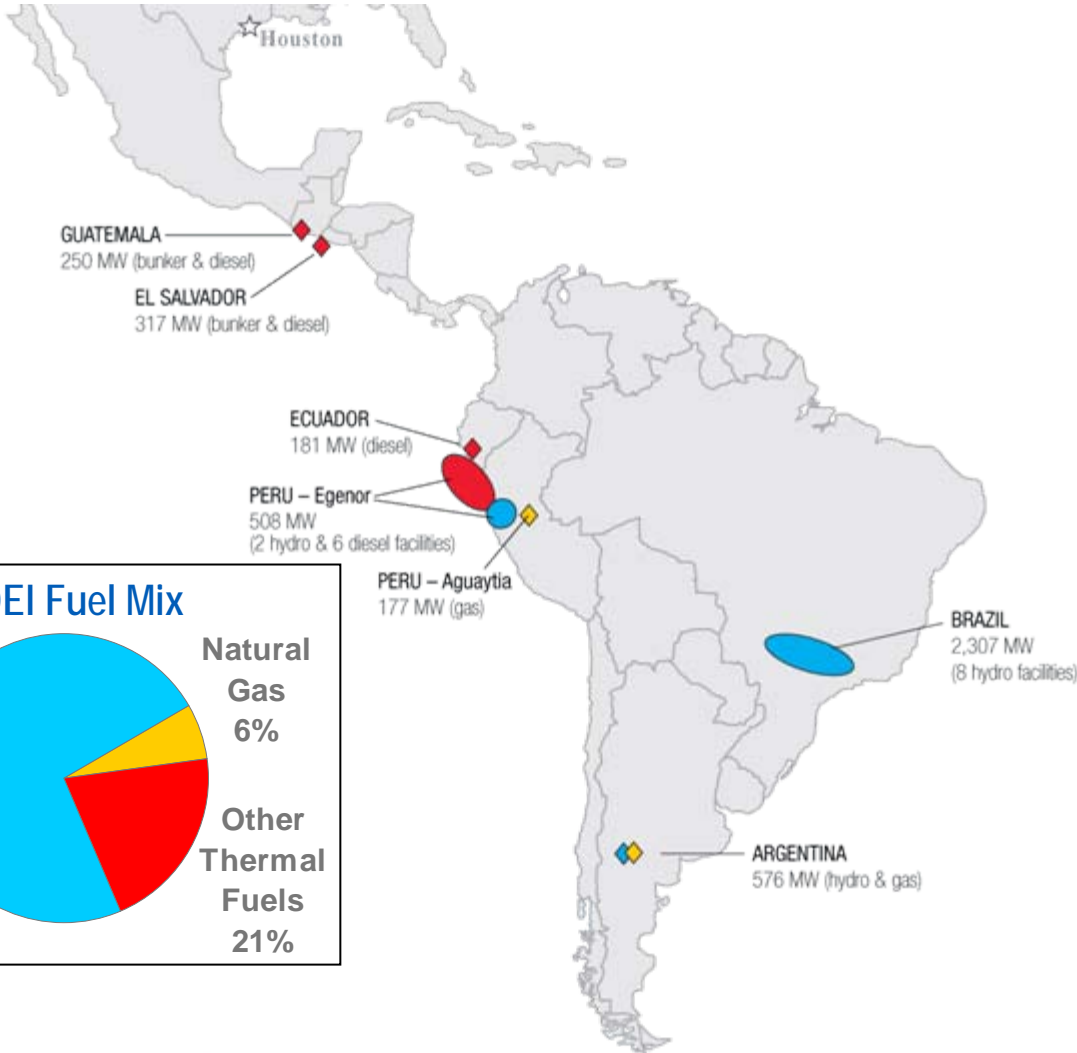 Houston
GUATEMALA
250 MW (bunker & diesel)
EL SALVADOR
317 MW (bunker & diesel)
ECUADOR
181 MW (diesel)
PERU – Egenor
508 MW
(2 hydro & 6 diesel facilities)
PERU – Aguaytia
177 MW (gas)
BRAZIL
2,307 MW
(8 hydro facilities)
ARGENTINA
576 MW (hydro & gas)
EI Fuel Mix
Natural
Gas
6%
Other
Thermal
Fuels
21%